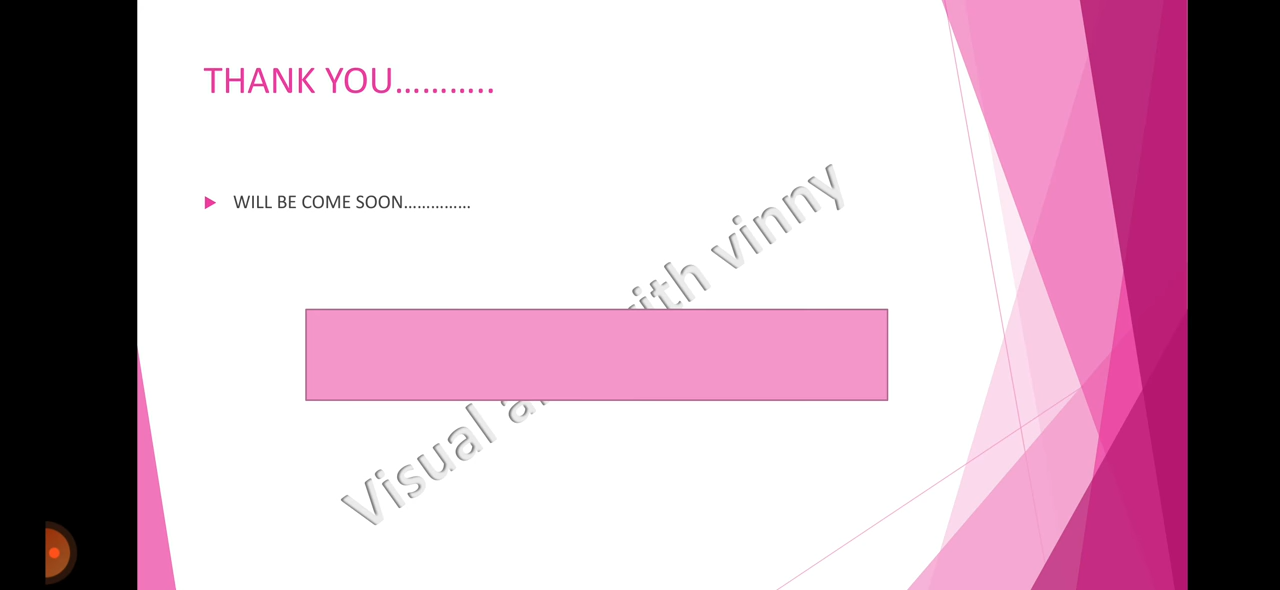 THANK YOU………..
WILL BE COME SOON……………
Visual a
ith vinny